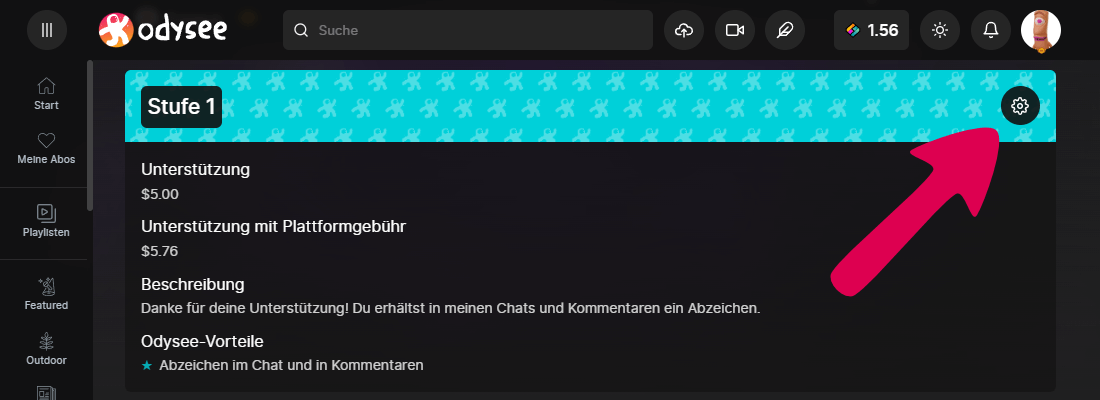 odysee
Suche
1.56
Start
Meine Abos
Playlisten
Featured
Outdoor
Stufe 1
Unterstützung
$5.00
Unterstützung mit Plattformgebühr
$5.76
Beschreibung
Danke für deine Unterstützung! Du erhältst in meinen Chats und Kommentaren ein Abzeichen.
Odysee-Vorteile
★ Abzeichen im Chat und in Kommentaren